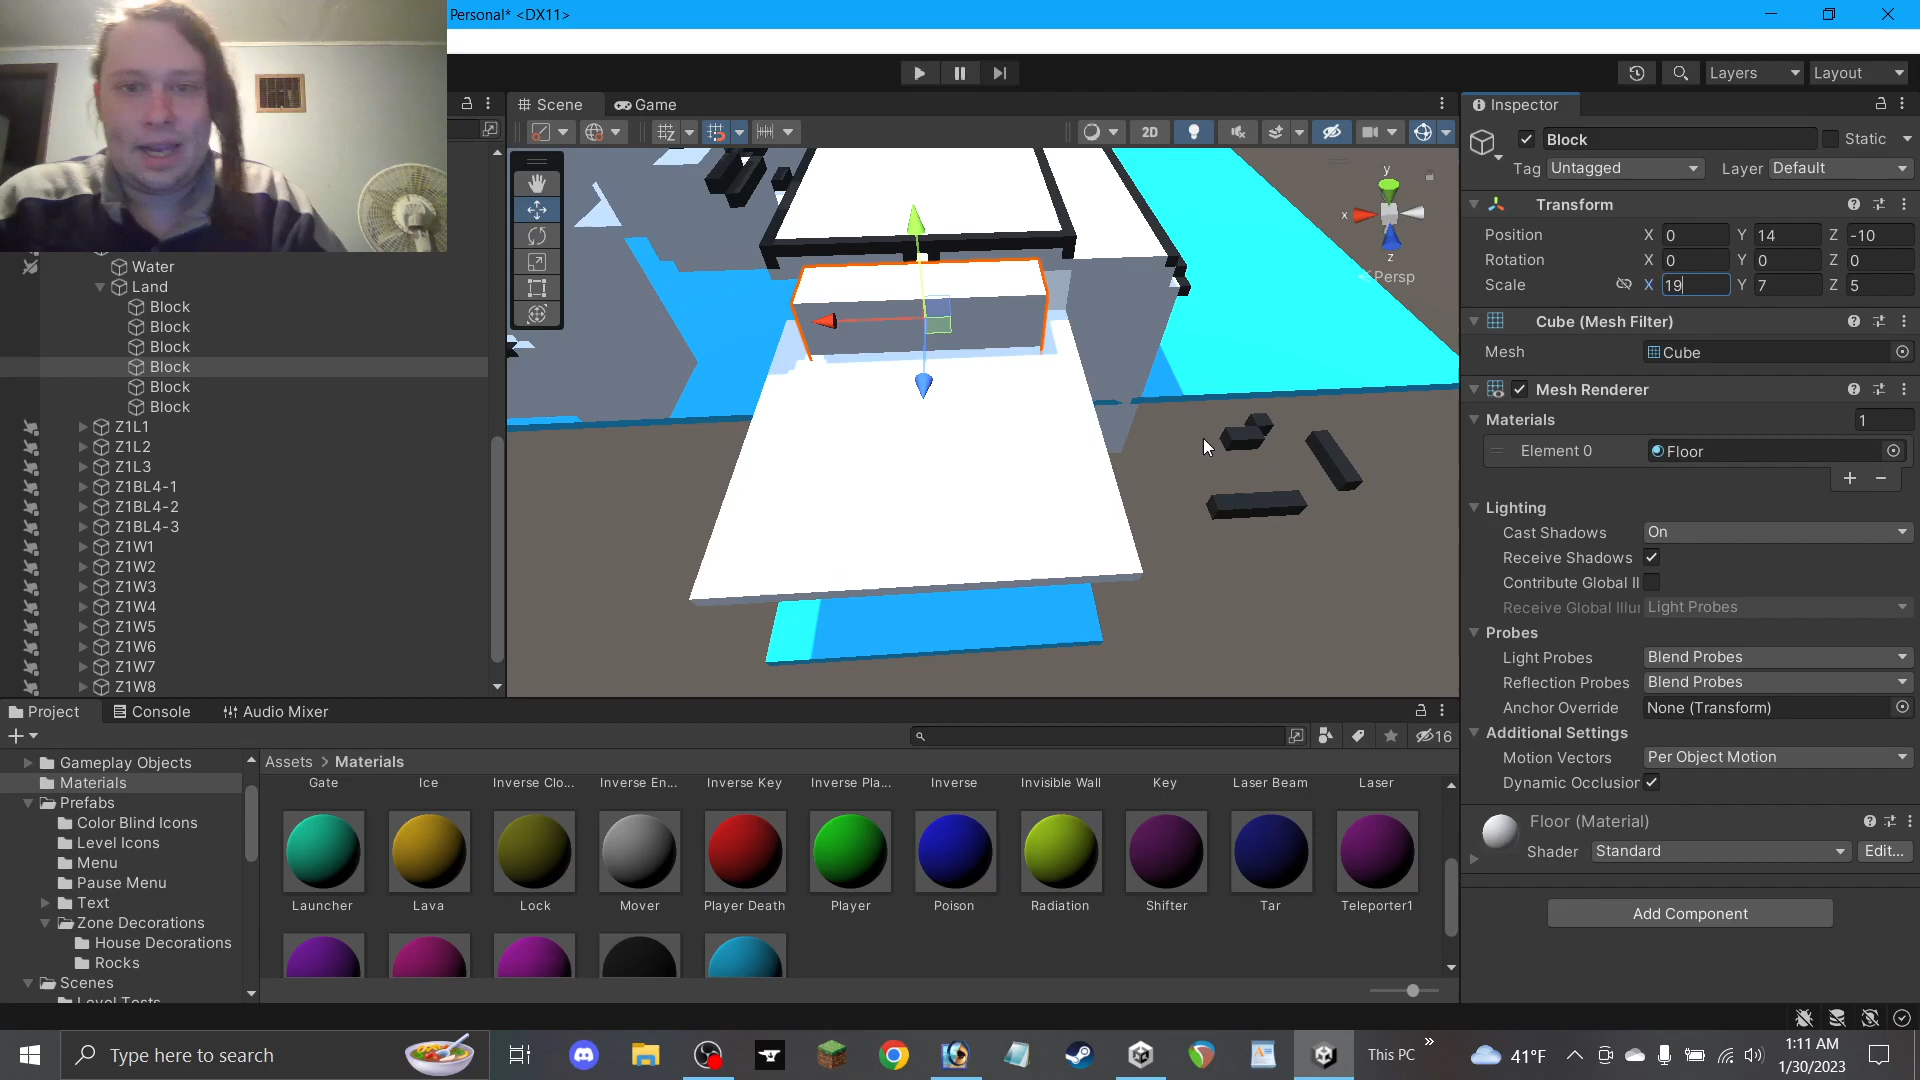 Personal* <DX11>
Layers
Layout
Scene
Game
Inspector
2D
Block
Static
Tag Untagged
Layer Default
Transform
Position X 0 Y 14 Z -10
Rotation X 0 Y 0 Z 0
Scale X 19 Y 7 Z 5
y
x
z
Persp
Water
Land
Block
Block
Block
Block
Block
Block
Z1L1
Z1L2
Z1L3
Z1BL4-1
Z1BL4-2
Z1BL4-3
Z1W1
Z1W2
Z1W3
Z1W4
Z1W5
Z1W6
Z1W7
Z1W8
Cube (Mesh Filter)
Mesh Cube
Mesh Renderer
Materials 1
Element 0 Floor
Lighting
Cast Shadows On
Receive Shadows
Contribute Global Il
Receive Global Illur Light Probes
Probes
Light Probes Blend Probes
Reflection Probes Blend Probes
Anchor Override None (Transform)
Additional Settings
Motion Vectors Per Object Motion
Dynamic Occlusion
Floor (Material)
Shader Standard Edit...
Add Component
Project
Console
Audio Mixer
16
Gameplay Objects
Materials
Prefabs
Color Blind Icons
Level Icons
Menu
Pause Menu
Text
Zone Decorations
House Decorations
Rocks
Scenes
Level Tests
Assets > Materials
Gate Ice Inverse Clo... Inverse En... Inverse Key Inverse Pla... Inverse Invisible Wall Key Laser Beam Laser
Launcher Lava Lock Mover Player Death Player Poison Radiation Shifter Tar Teleporter1
Type here to search
This PC
41°F
1:11 AM
1/30/2023